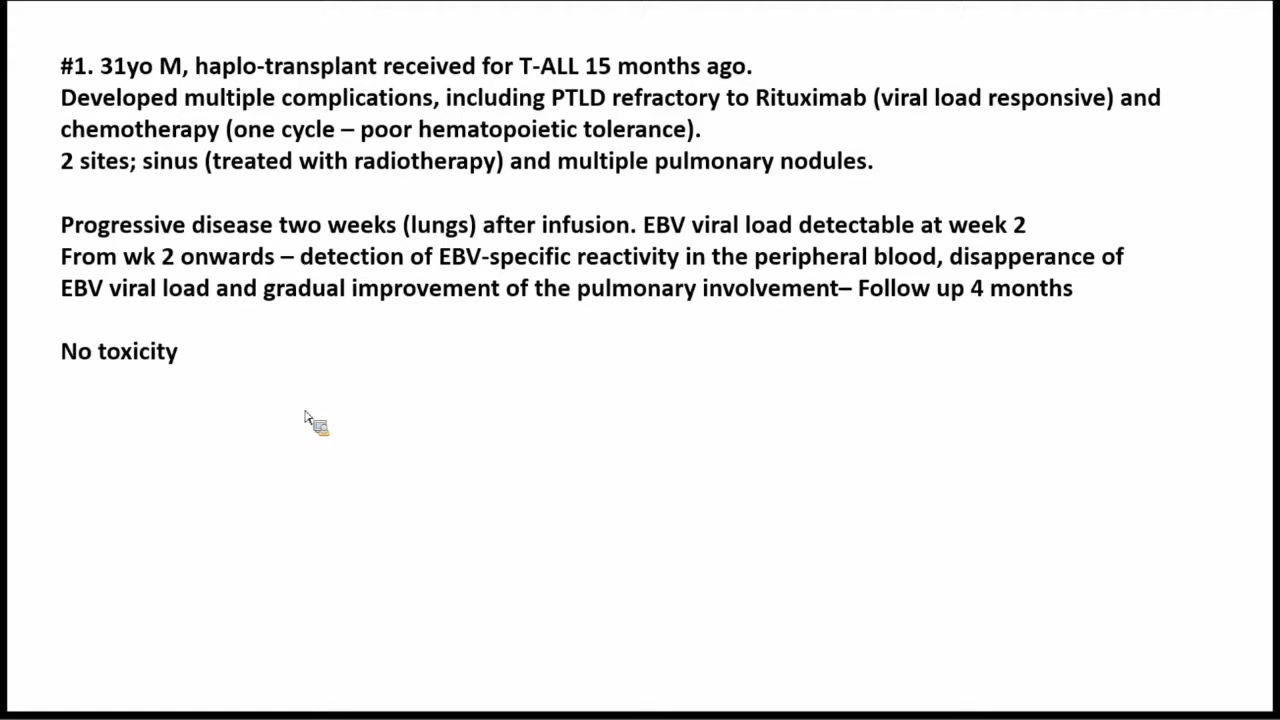 #1. 31yo M, haplo-transplant received for T-ALL 15 months ago.
Developed multiple complications, including PTLD refractory to Rituximab (viral load responsive) and
chemotherapy (one cycle – poor hematopoietic tolerance).
2 sites; sinus (treated with radiotherapy) and multiple pulmonary nodules.
Progressive disease two weeks (lungs) after infusion. EBV viral load detectable at week 2
From wk 2 onwards – detection of EBV-specific reactivity in the peripheral blood, disapperance of
EBV viral load and gradual improvement of the pulmonary involvement– Follow up 4 months
No toxicity